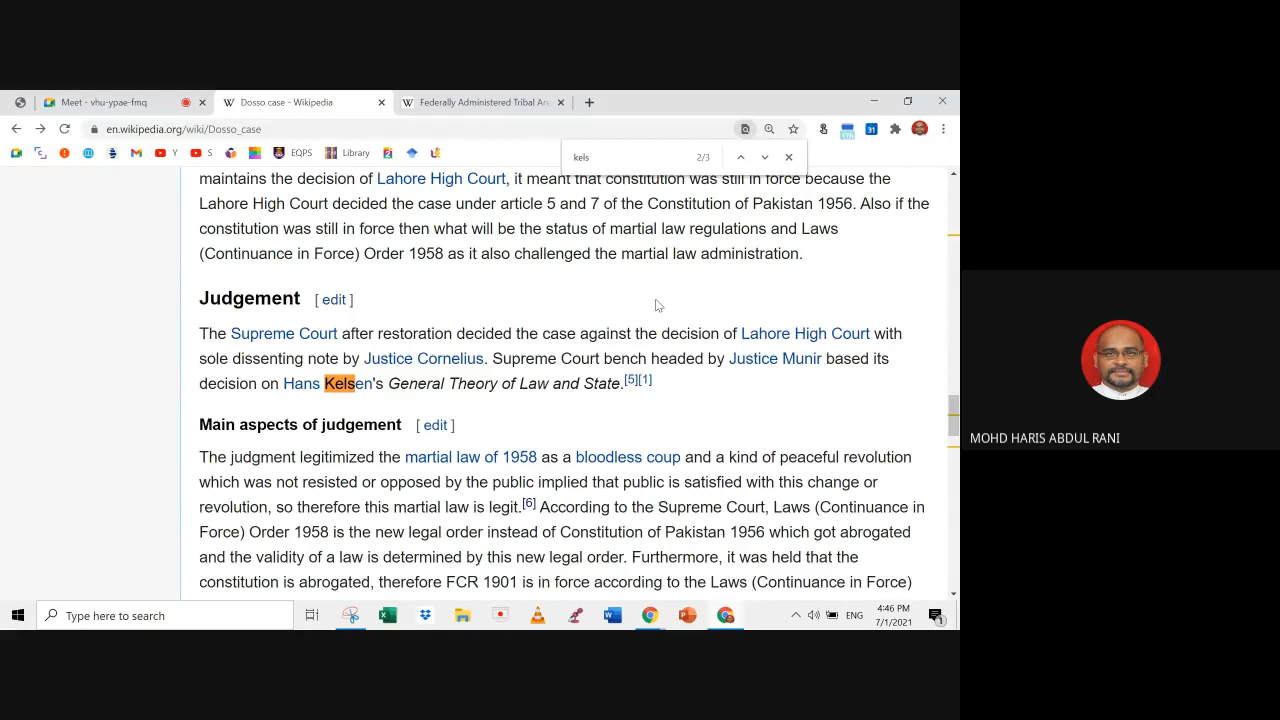 Meet - vhu-ypae-fmq
Dosso case - Wikipedia
Federally Administered Tribal Are
en.wikipedia.org/wiki/Dosso_case
kels 2/3
Y
S
EQPS
Library
31
maintains the decision of Lahore High Court, it meant that constitution was still in force because the
Lahore High Court decided the case under article 5 and 7 of the Constitution of Pakistan 1956. Also if the
constitution was still in force then what will be the status of martial law regulations and Laws
(Continuance in Force) Order 1958 as it also challenged the martial law administration.
Judgement [ edit ]
The Supreme Court after restoration decided the case against the decision of Lahore High Court with
sole dissenting note by Justice Cornelius. Supreme Court bench headed by Justice Munir based its
decision on Hans Kelsen's General Theory of Law and State.[5][1]
Main aspects of judgement [ edit ]
The judgment legitimized the martial law of 1958 as a bloodless coup and a kind of peaceful revolution
which was not resisted or opposed by the public implied that public is satisfied with this change or
revolution, so therefore this martial law is legit.[6] According to the Supreme Court, Laws (Continuance in
Force) Order 1958 is the new legal order instead of Constitution of Pakistan 1956 which got abrogated
and the validity of a law is determined by this new legal order. Furthermore, it was held that the
constitution is abrogated, therefore FCR 1901 is in force according to the Laws (Continuance in Force)
MOHD HARIS ABDUL RANI
Type here to search
ENG
4:46 PM
7/1/2021
1